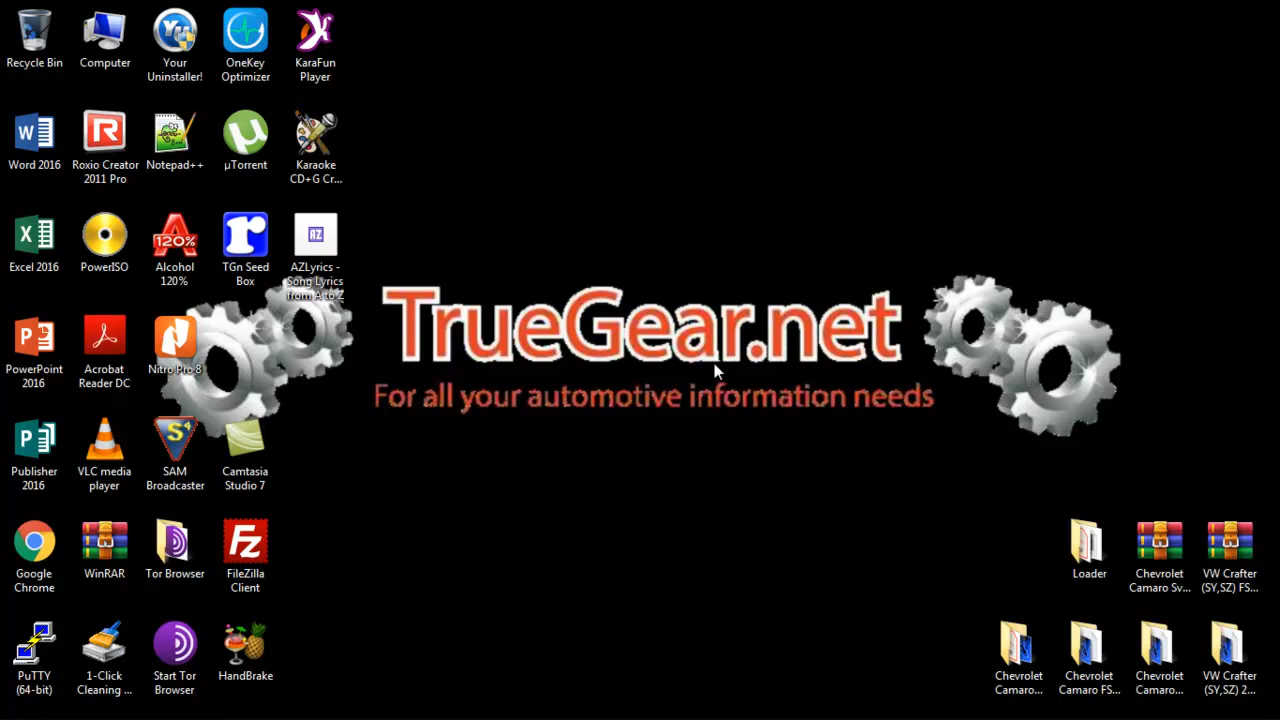 Recycle Bin
Computer
Your
Uninstaller!
OneKey
Optimizer
KaraFun
Player
Word 2016
Roxio Creator
2011 Pro
Notepad++
µTorrent
Karaoke
CD+G Cr...
Excel 2016
PowerISO
120%
Alcohol
120%
TGn Seed
Box
AZ
AZLyrics -
Song Lyrics
from A to Z
TrueGear.net
For all your automotive information needs
PowerPoint
2016
Acrobat
Reader DC
Nitro Pro 8
Publisher
2016
VLC media
player
SAM
Broadcaster
Camtasia
Studio 7
Google
Chrome
WinRAR
Tor Browser
FileZilla
Client
Loader
Chevrolet
Camaro Sv...
VW Crafter
(SY,SZ) FS...
PuTTY
(64-bit)
1-Click
Cleaning ...
Start Tor
Browser
HandBrake
Chevrolet
Camaro...
Chevrolet
Camaro FS...
Chevrolet
Camaro...
VW Crafter
(SY,SZ) 2...